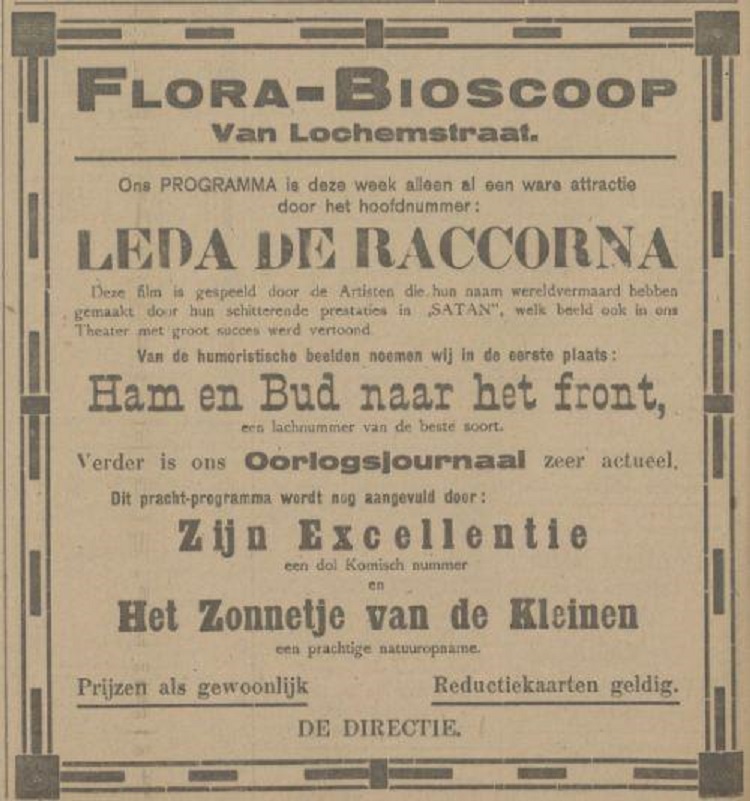 FLORA-BIOSCOOP
Van Lochemstraat.
Ons PROGRAMMA is deze week alleen al een ware attractie
door het hoofdnummer:
LEDA DE RACCORNA
Deze film is gespeeld door de Artisten die hun naam wereldvermaard hebben
gemaakt door hun schitterende prestaties in „SATAN”, welk beeld ook in ons
Theater met groot succes werd vertoond.
Van de humoristische beelden noemen wij in de eerste plaats:
Ham en Bud naar het front,
een lachnummer van de beste soort.
Verder is ons Oorlogsjournaal zeer actueel.
Dit pracht-programma wordt nog aangevuld door:
Zijn Excellentie
een dol Komisch nummer
en
Het Zonnetje van de Kleinen
een prachtige natuuropname.
Prijzen als gewoonlijk Reductiekaarten geldig.
DE DIRECTIE.